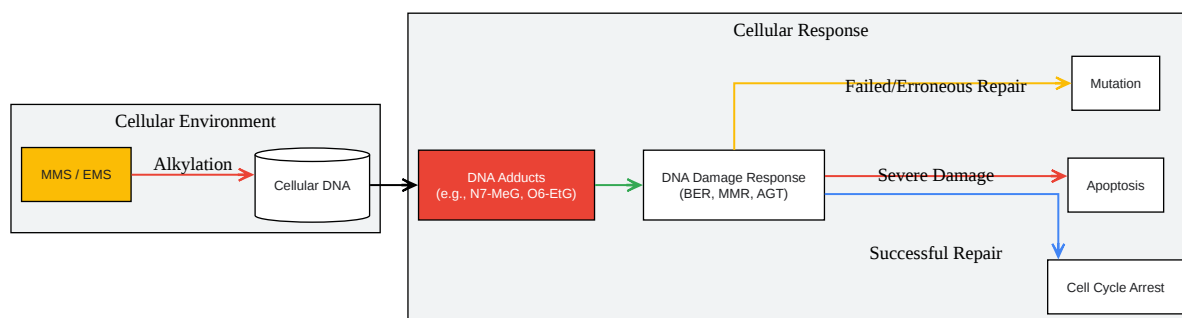 Cellular Response
Failed/Erroneous Repair
Mutation
Cellular Environment
MMS / EMS
Alkylation
Cellular DNA
DNA Adducts
(e.g., N7-MeG, O6-EtG)
DNA Damage Response
(BER, MMR, AGT)
Severe Damage
Apoptosis
Successful Repair
Cell Cycle Arrest